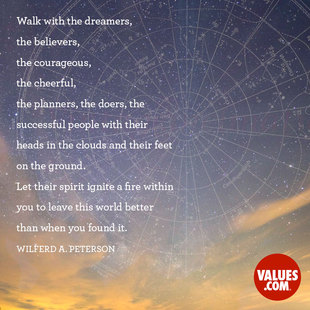 Walk with the dreamers,
the believers,
the courageous,
the cheerful,
the planners, the doers, the
successful people with their
heads in the clouds and their feet
on the ground.
Let their spirit ignite a fire within
you to leave this world better
than when you found it.
WILFERD A. PETERSON
VALUES
.COM®